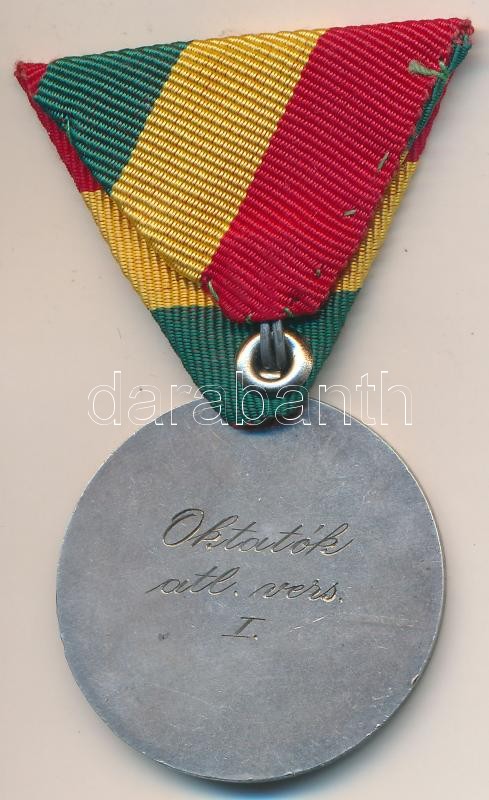 darabanth
Oktatók
atl. vers.
I.